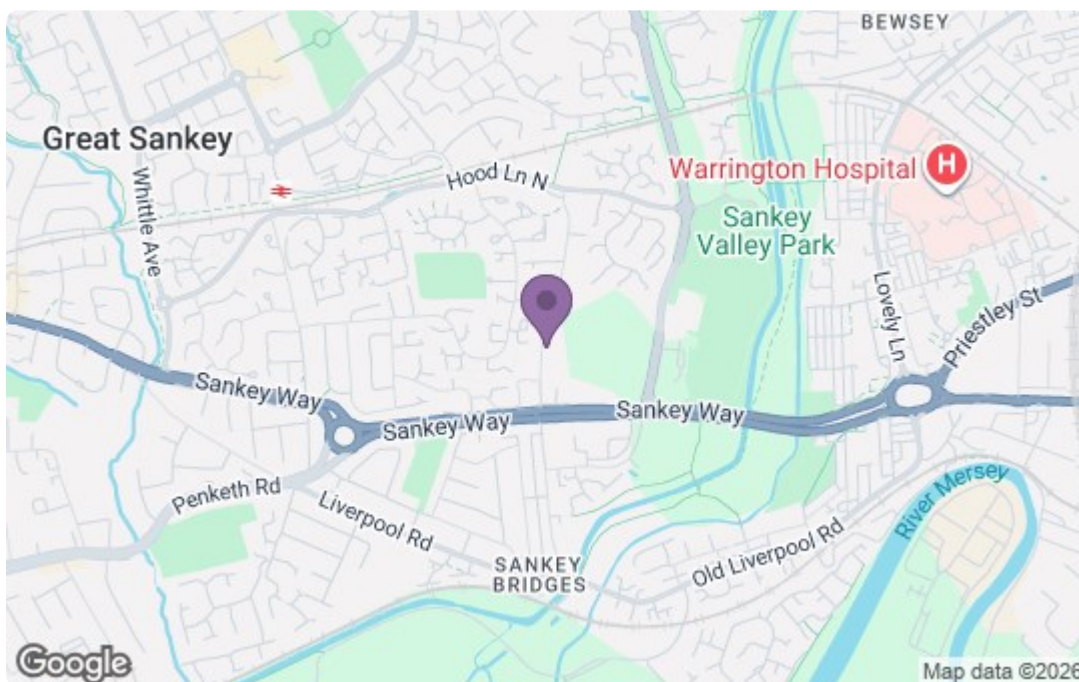 BEWSEY
Great Sankey
Whittle Ave
Hood Ln N
Warrington Hospital
H
Sankey
Valley Park
Lovely Ln
Priestley St
Sankey Way
Sankey Way
Sankey Way
Penketh Rd
Liverpool Rd
River Mersey
Old Liverpool Rd
SANKEY
BRIDGES
Google
Map data ©2026